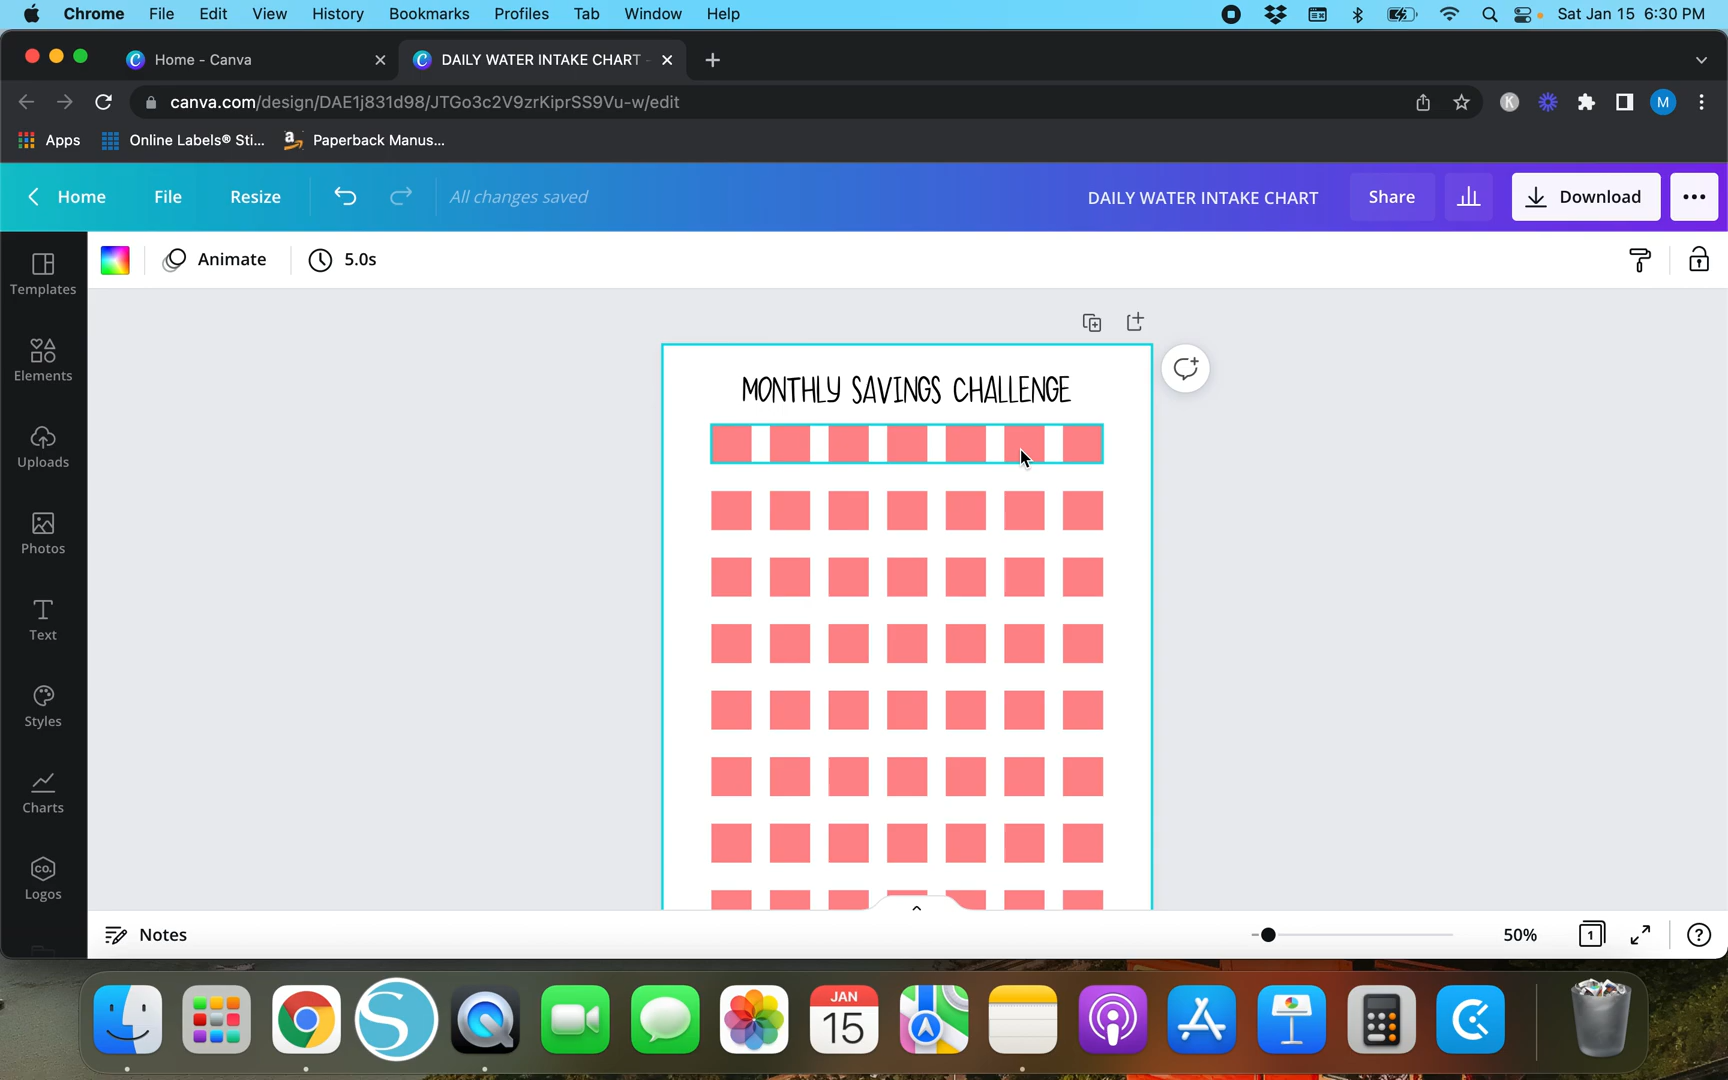 Chrome File Edit View History Bookmarks Profiles Tab Window Help Sat Jan 15 6:30 PM
Home - Canva DAILY WATER INTAKE CHART -
canva.com/design/DAE1j831d98/JTGo3c2V9zrKiprSS9Vu-w/edit K M
Apps Online Labels® Sti... a Paperback Manus...
Home File Resize All changes saved DAILY WATER INTAKE CHART Share Download
Animate 5.0s
Templates
Elements
Uploads
Photos
Text
Styles
Charts
CO.
Logos
MONTHLY SAVINGS CHALLENGE
Notes 50% 1 ?
JAN
15